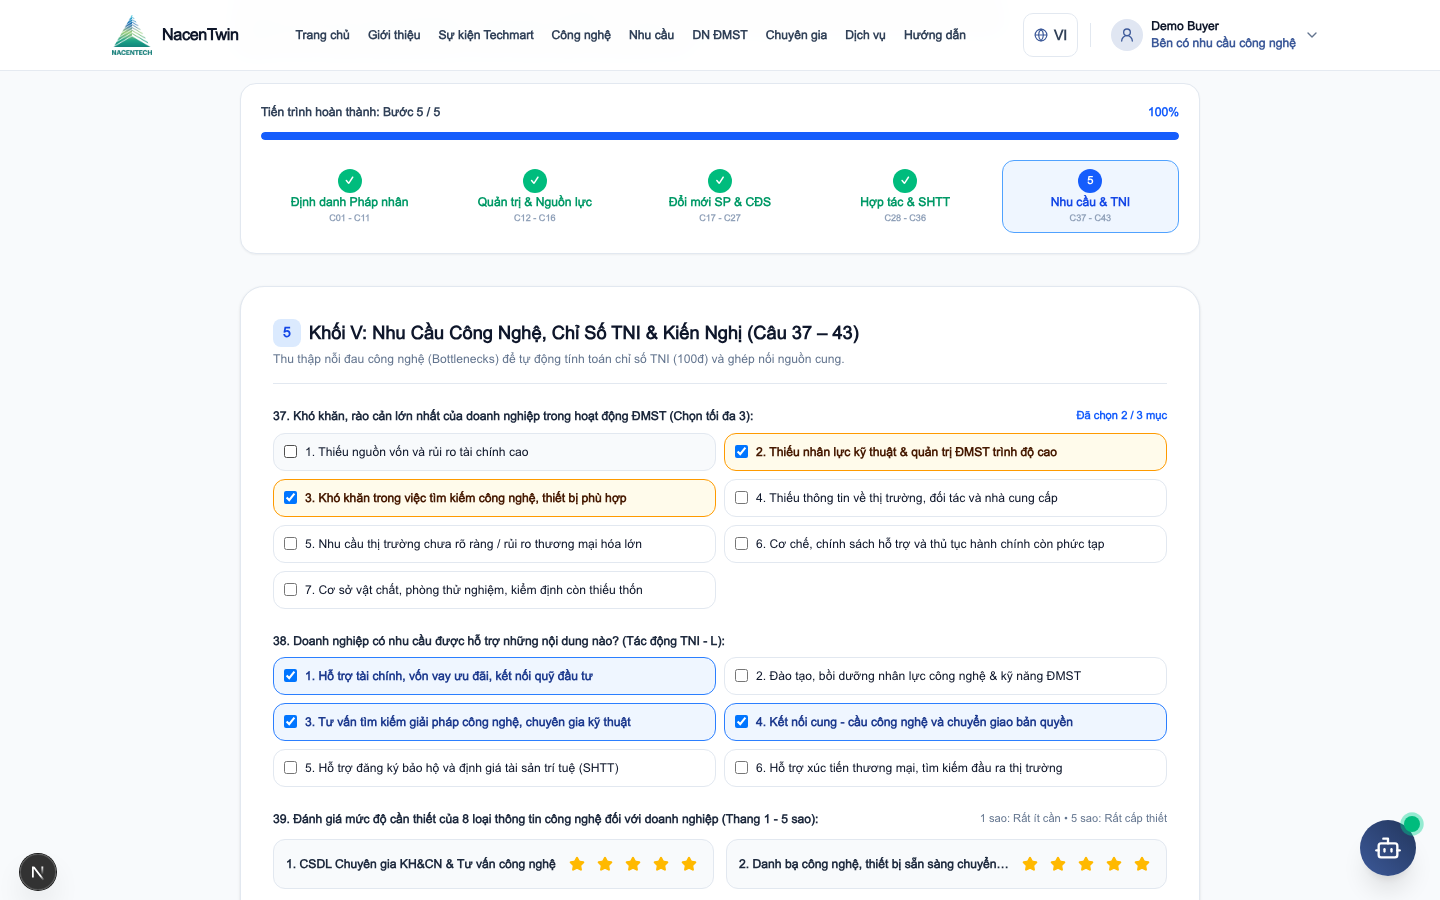 NACENTECH
NacenTwin
Trang chủ
Giới thiệu
Sự kiện Techmart
Công nghệ
Nhu cầu
DN ĐMST
Chuyên gia
Dịch vụ
Hướng dẫn
VI
Demo Buyer
Bên có nhu cầu công nghệ
Tiến trình hoàn thành: Bước 5 / 5
100%
Định danh Pháp nhân
C01 - C11
Quản trị & Nguồn lực
C12 - C16
Đổi mới SP & CĐS
C17 - C27
Hợp tác & SHTT
C28 - C36
5
Nhu cầu & TNI
C37 - C43
5
Khối V: Nhu Cầu Công Nghệ, Chỉ Số TNI & Kiến Nghị (Câu 37 – 43)
Thu thập nỗi đau công nghệ (Bottlenecks) để tự động tính toán chỉ số TNI (100đ) và ghép nối nguồn cung.
37. Khó khăn, rào cản lớn nhất của doanh nghiệp trong hoạt động ĐMST (Chọn tối đa 3):
Đã chọn 2 / 3 mục
1. Thiếu nguồn vốn và rủi ro tài chính cao
2. Thiếu nhân lực kỹ thuật & quản trị ĐMST trình độ cao
3. Khó khăn trong việc tìm kiếm công nghệ, thiết bị phù hợp
4. Thiếu thông tin về thị trường, đối tác và nhà cung cấp
5. Nhu cầu thị trường chưa rõ ràng / rủi ro thương mại hóa lớn
6. Cơ chế, chính sách hỗ trợ và thủ tục hành chính còn phức tạp
7. Cơ sở vật chất, phòng thử nghiệm, kiểm định còn thiếu thốn
38. Doanh nghiệp có nhu cầu được hỗ trợ những nội dung nào? (Tác động TNI - L):
1. Hỗ trợ tài chính, vốn vay ưu đãi, kết nối quỹ đầu tư
2. Đào tạo, bồi dưỡng nhân lực công nghệ & kỹ năng ĐMST
3. Tư vấn tìm kiếm giải pháp công nghệ, chuyên gia kỹ thuật
4. Kết nối cung - cầu công nghệ và chuyển giao bản quyền
5. Hỗ trợ đăng ký bảo hộ và định giá tài sản trí tuệ (SHTT)
6. Hỗ trợ xúc tiến thương mại, tìm kiếm đầu ra thị trường
39. Đánh giá mức độ cần thiết của 8 loại thông tin công nghệ đối với doanh nghiệp (Thang 1 - 5 sao):
1 sao: Rất ít cần • 5 sao: Rất cấp thiết
1. CSDL Chuyên gia KH&CN & Tư vấn công nghệ
2. Danh bạ công nghệ, thiết bị sẵn sàng chuyển...
N